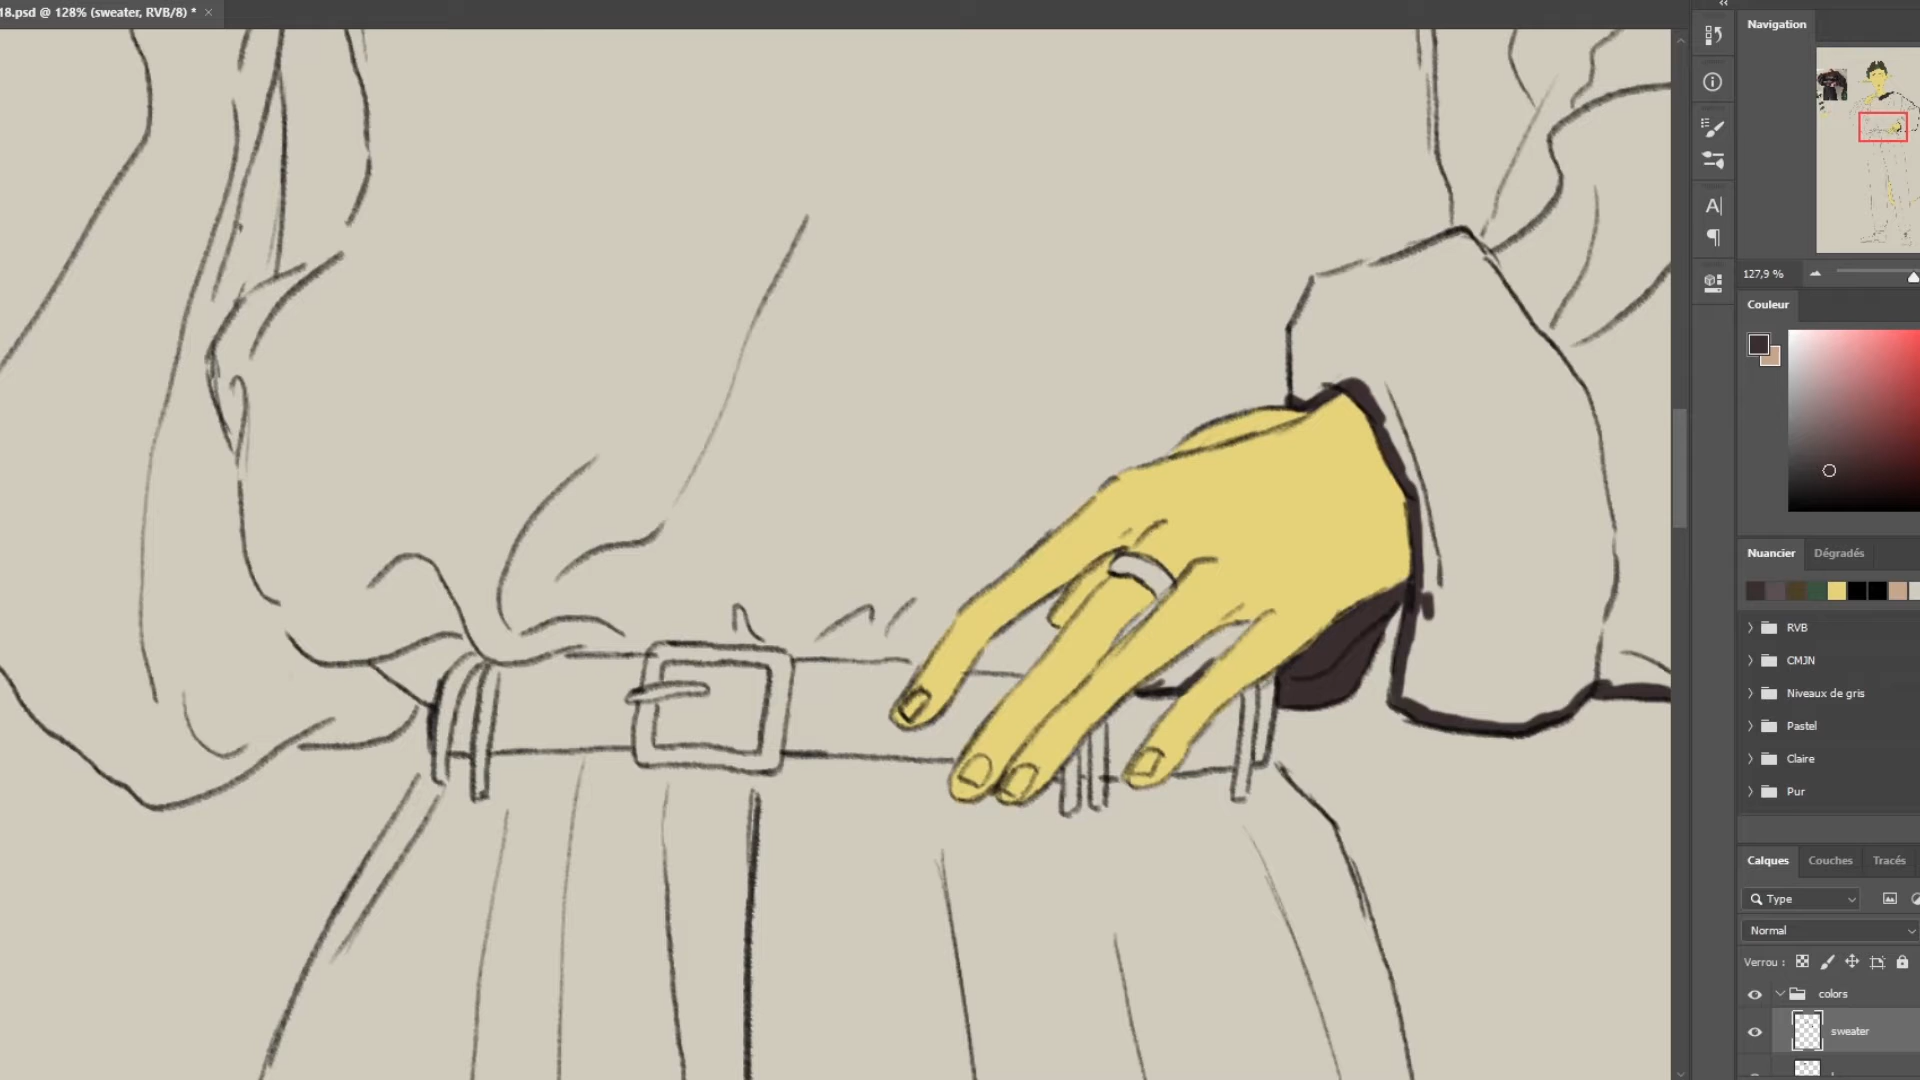 18.psd @ 128% (sweater, RVB/8) *
Navigation
127,9 %
Couleur
Nuancier
Dégradés
RVB
CMJN
Niveaux de gris
Pastel
Claire
Pur
Calques
Couches
Tracés
Type
Normal
Verrou :
colors
sweater